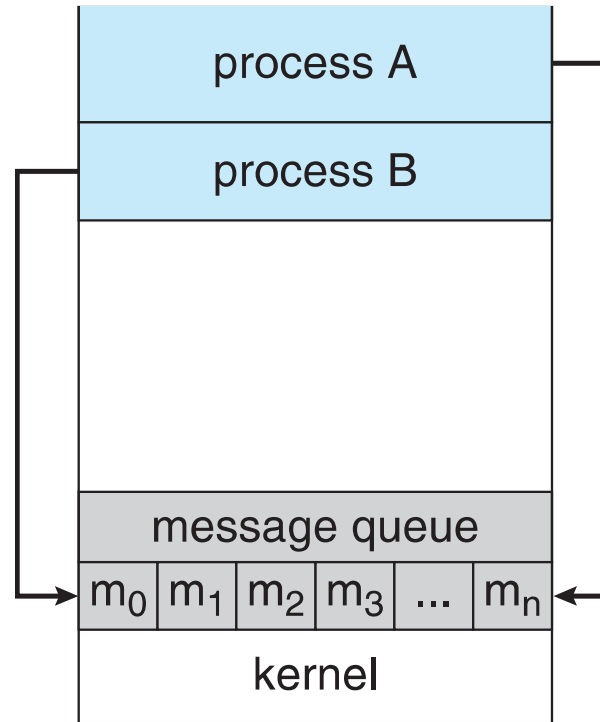 process A
process B
message queue
m₀ m₁ m₂ m₃ ... mₙ
kernel